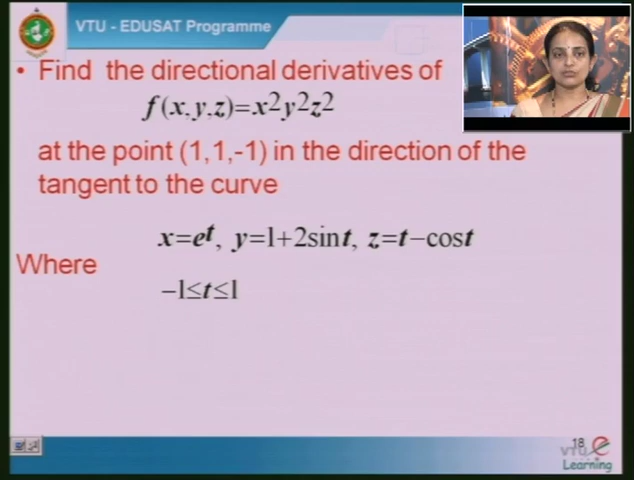 VTU - EDUSAT Programme
• Find the directional derivatives of
f(x,y,z)=x²y²z²
at the point (1,1,-1) in the direction of the
tangent to the curve
x=eᵗ, y=1+2sint, z=t−cost
Where
−1≤t≤1
18
VTU e
Learning